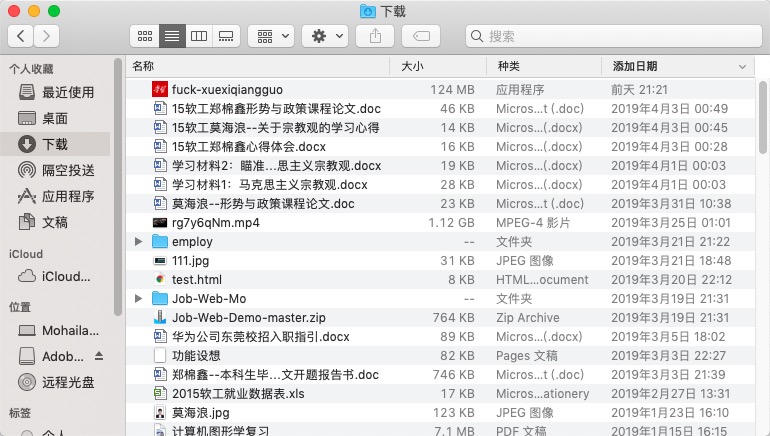 下载
搜索
个人收藏
最近使用
桌面
下载
隔空投送
应用程序
文稿
iCloud
iCloud...
位置
Mohaila...
Adob...
远程光盘
标签
名称 大小 种类 添加日期
fuck-xuexiqiangguo 124 MB 应用程序 前天 21:21
15软工郑棉鑫形势与政策课程论文.doc 46 KB Micros...t (.doc) 2019年4月3日 00:49
15软工莫海浪--关于宗教观的学习心得 14 KB Micros...(.docx) 2019年4月3日 00:45
15软工郑棉鑫心得体会.docx 16 KB Micros...(.docx) 2019年4月3日 00:28
学习材料2：瞄准...思主义宗教观.docx 19 KB Micros...(.docx) 2019年4月1日 00:03
学习材料1：马克思主义宗教观.docx 28 KB Micros...(.docx) 2019年4月1日 00:03
莫海浪--形势与政策课程论文.doc 23 KB Micros...t (.doc) 2019年3月31日 10:38
rg7y6qNm.mp4 1.12 GB MPEG-4 影片 2019年3月25日 01:01
employ -- 文件夹 2019年3月21日 21:22
111.jpg 31 KB JPEG 图像 2019年3月21日 18:48
test.html 8 KB HTML...ocument 2019年3月20日 22:12
Job-Web-Mo -- 文件夹 2019年3月19日 21:31
Job-Web-Demo-master.zip 764 KB Zip Archive 2019年3月19日 21:31
华为公司东莞校招入职指引.docx 89 KB Micros...(.docx) 2019年3月5日 18:02
功能设想 82 KB Pages 文稿 2019年3月3日 22:27
郑棉鑫--本科生毕...文开题报告书.doc 746 KB Micros...t (.doc) 2019年3月3日 21:39
2015软工就业数据表.xls 17 KB Micros...ationery 2019年2月27日 13:31
莫海浪.jpg 123 KB JPEG 图像 2019年1月23日 16:10
计算机图形学复习 7.1 MB PDF 文稿 2019年1月15日 16:15